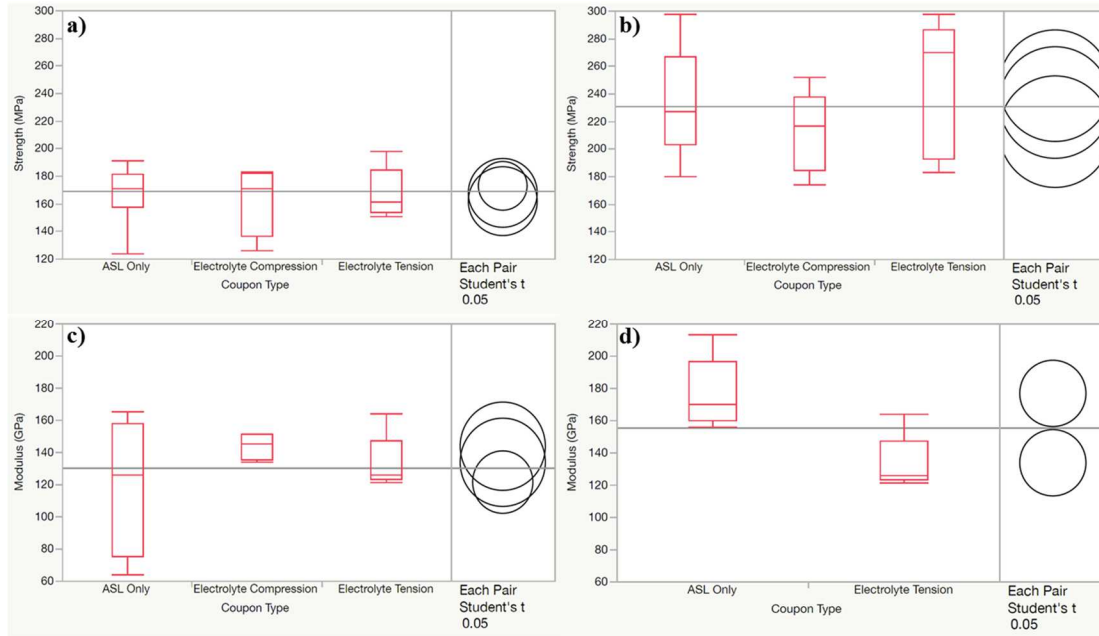 a)
300
280
260
240
220
200
180
160
140
120
Strength (MPa)
ASL Only
Electrolyte Compression
Electrolyte Tension
Coupon Type
Each Pair
Student's t
0.05
b)
300
280
260
240
220
200
180
160
140
120
Strength (MPa)
ASL Only
Electrolyte Compression
Electrolyte Tension
Coupon Type
Each Pair
Student's t
0.05
c)
220
200
180
160
140
120
100
80
60
Modulus (GPa)
ASL Only
Electrolyte Compression
Electrolyte Tension
Coupon Type
Each Pair
Student's t
0.05
d)
220
200
180
160
140
120
100
80
60
Modulus (GPa)
ASL Only
Electrolyte Tension
Coupon Type
Each Pair
Student's t
0.05